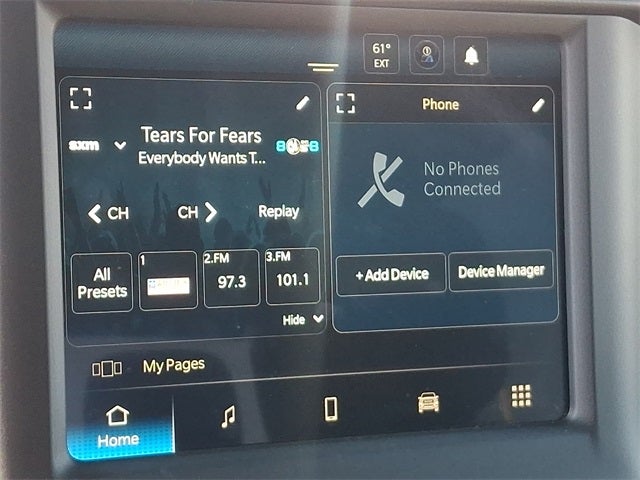 61°
EXT
sxm
Tears For Fears
Everybody Wants T...
Phone
No Phones
Connected
CH
CH
Replay
All
Presets
1
2.FM
97.3
3.FM
101.1
+ Add Device
Device Manager
Hide
My Pages
Home